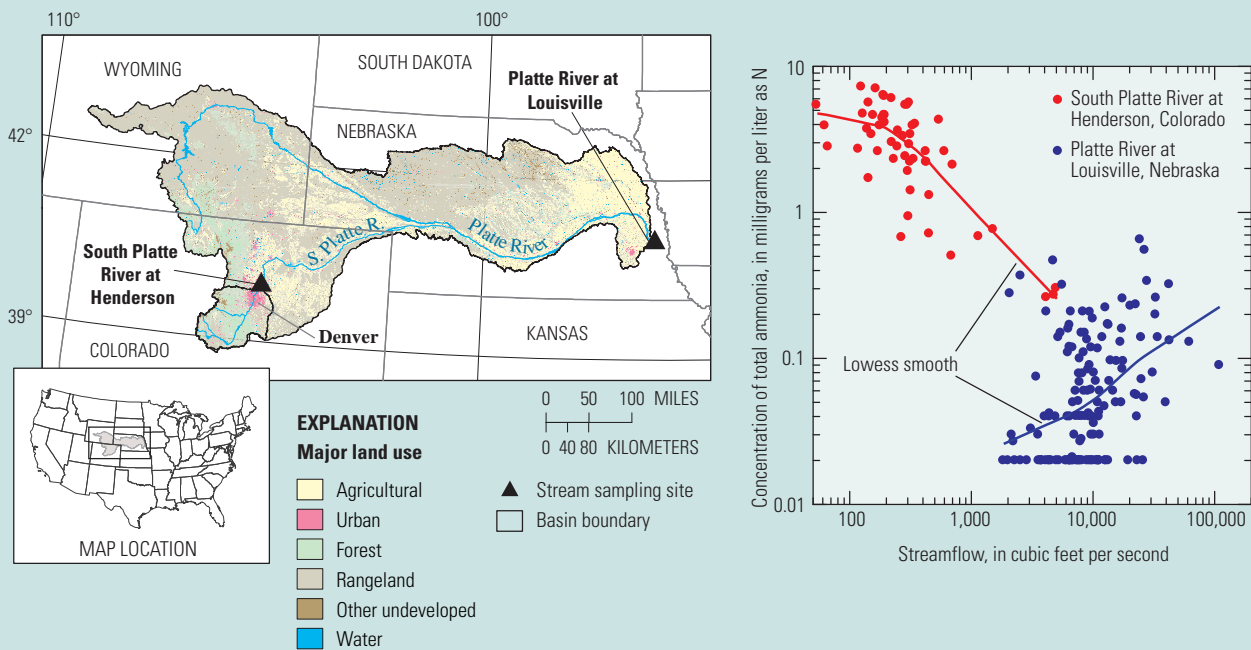 110°
100°
42°
39°
WYOMING
SOUTH DAKOTA
Platte River at
Louisville
NEBRASKA
S. Platte R.
Platte River
South Platte
River at
Henderson
Denver
COLORADO
KANSAS
MAP LOCATION
0 50 100 MILES
0 40 80 KILOMETERS
EXPLANATION
Major land use
Agricultural
Urban
Forest
Rangeland
Other undeveloped
Water
Stream sampling site
Basin boundary
Concentration of total ammonia, in milligrams per liter as N
10
1
0.1
0.01
South Platte River at
Henderson, Colorado
Platte River at
Louisville, Nebraska
Lowess smooth
100
1,000
10,000
100,000
Streamflow, in cubic feet per second